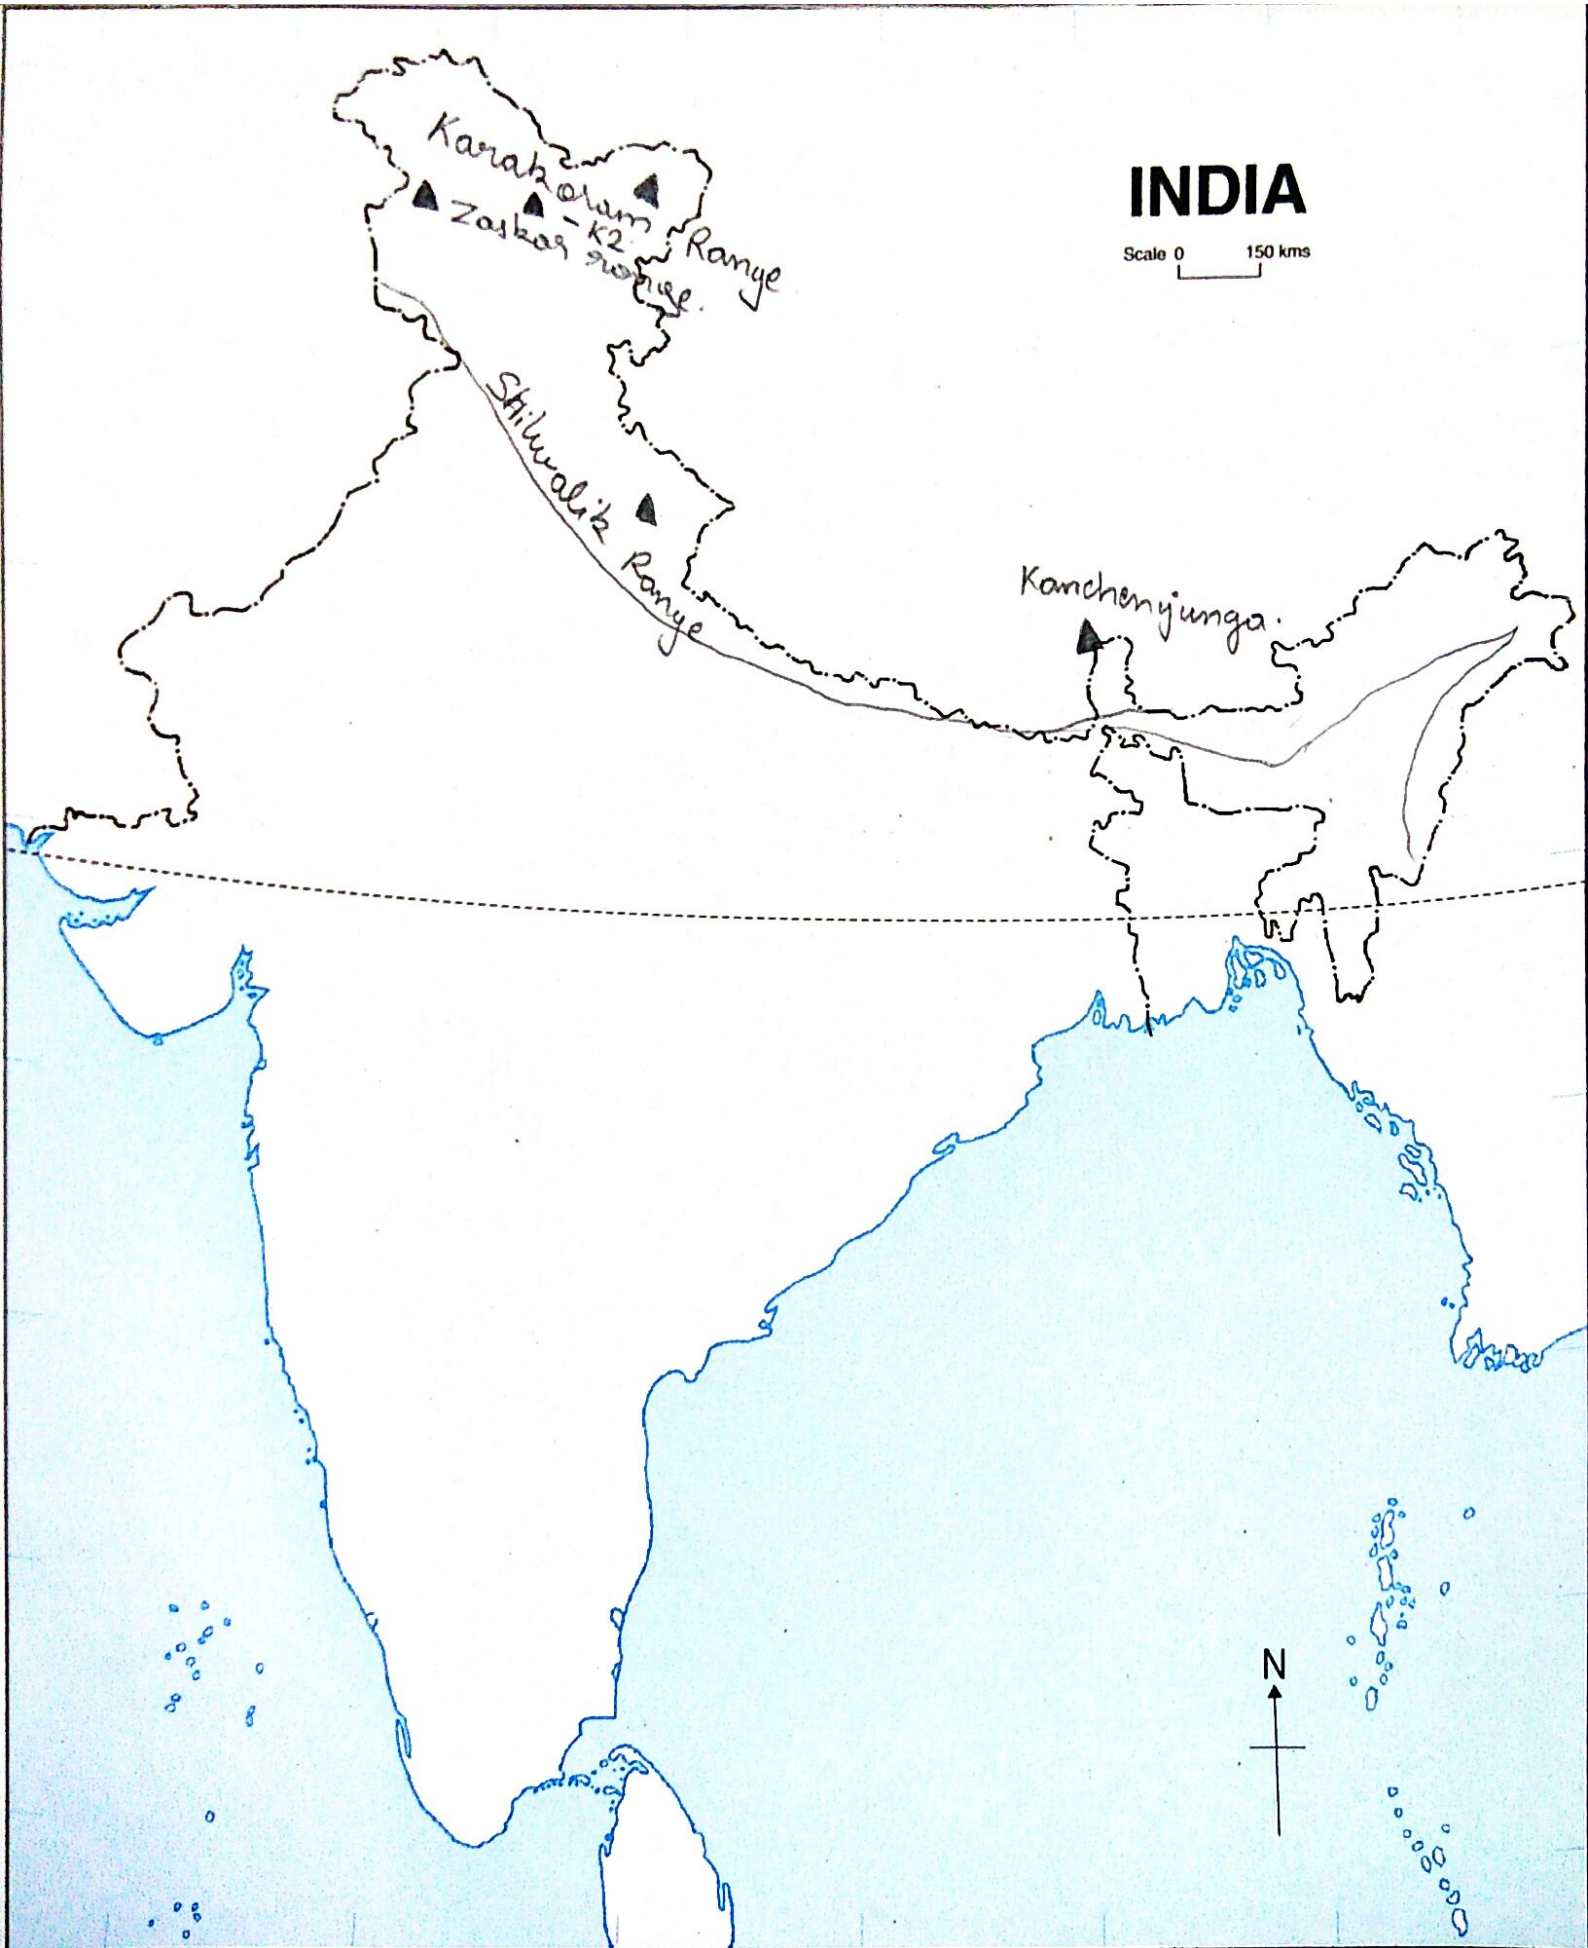 INDIA
Scale 0 150 kms
Karakoram Range
K2
Zaskar range.
Shilwalik Range
Kanchenjunga.
N